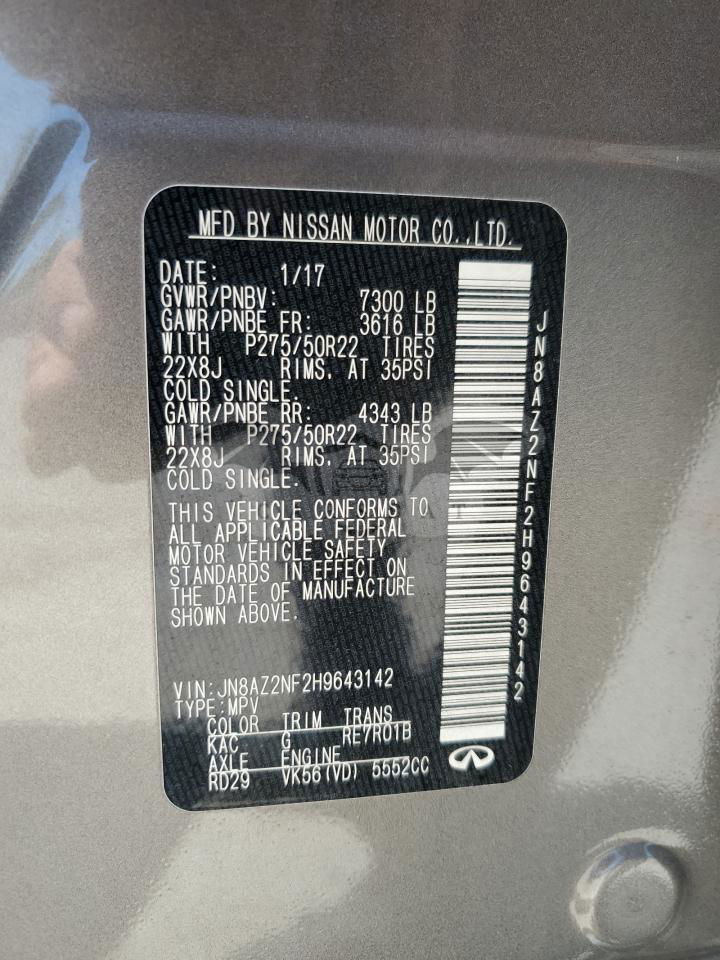 MFD BY NISSAN MOTOR CO.,LTD.
DATE: 1/17
GVWR/PNBV: 7300 LB
GAWR/PNBE FR: 3616 LB
WITH P275/50R22 TIRES
22X8J RIMS, AT 35PSI
COLD SINGLE.
GAWR/PNBE RR: 4343 LB
WITH P275/50R22 TIRES
22X8J RIMS, AT 35PSI
COLD SINGLE.
THIS VEHICLE CONFORMS TO
ALL APPLICABLE FEDERAL
MOTOR VEHICLE SAFETY
STANDARDS IN EFFECT ON
THE DATE OF MANUFACTURE
SHOWN ABOVE.
VIN:JN8AZ2NF2H9643142
TYPE:MPV
COLOR TRIM TRANS
KAC G RE7R01B
AXLE ENGINE
RD29 VK56(VD) 5552CC
JN8AZ2NF2H9643142